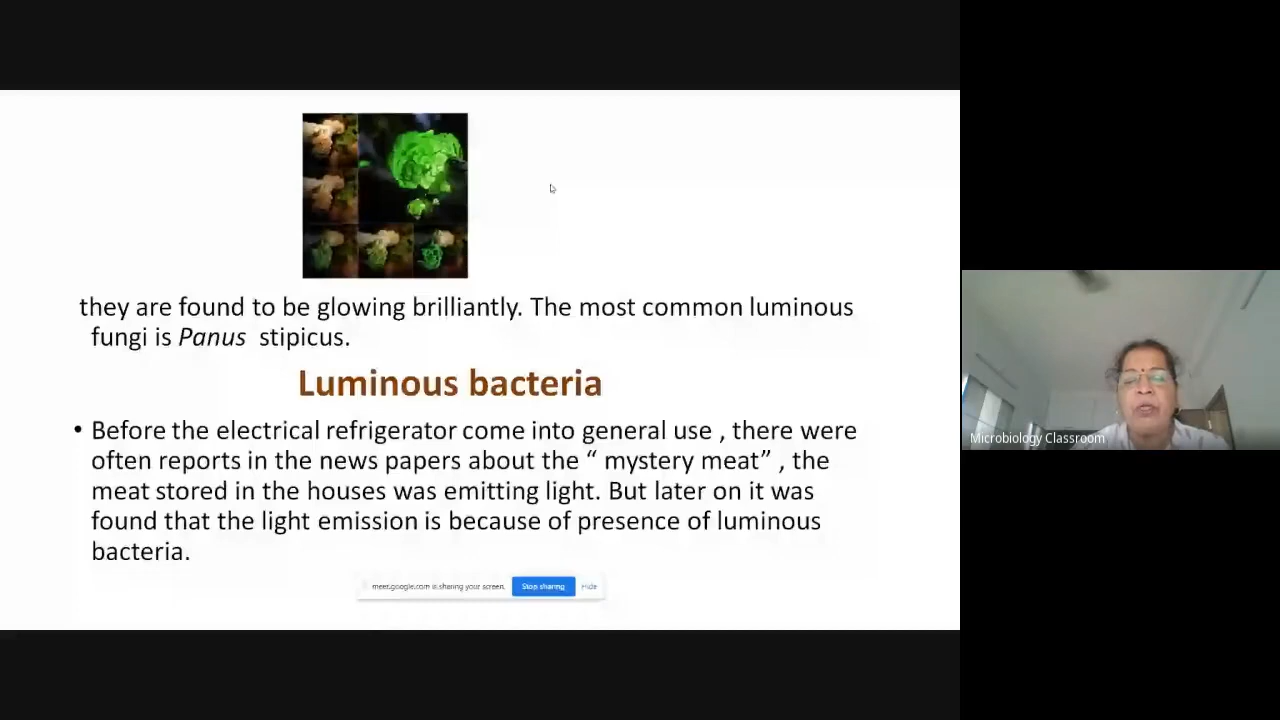 they are found to be glowing brilliantly. The most common luminous
fungi is Panus stipicus.
Luminous bacteria
• Before the electrical refrigerator come into general use , there were
often reports in the news papers about the “ mystery meat” , the
meat stored in the houses was emitting light. But later on it was
found that the light emission is because of presence of luminous
bacteria.
meet.google.com is sharing your screen. Stop sharing Hide
Microbiology Classroom